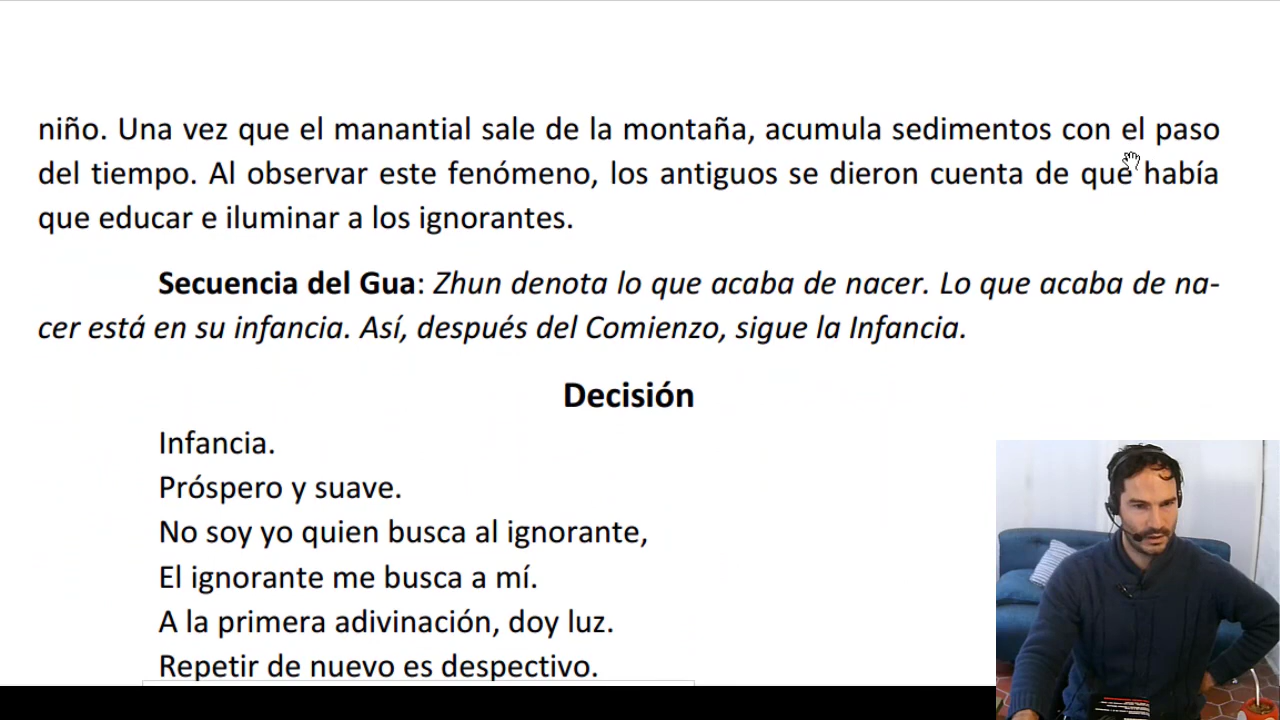 niño. Una vez que el manantial sale de la montaña, acumula sedimentos con el paso
del tiempo. Al observar este fenómeno, los antiguos se dieron cuenta de que había
que educar e iluminar a los ignorantes.
Secuencia del Gua: Zhun denota lo que acaba de nacer. Lo que acaba de na-
cer está en su infancia. Así, después del Comienzo, sigue la Infancia.
Decisión
Infancia.
Próspero y suave.
No soy yo quien busca al ignorante,
El ignorante me busca a mí.
A la primera adivinación, doy luz.
Repetir de nuevo es despectivo.